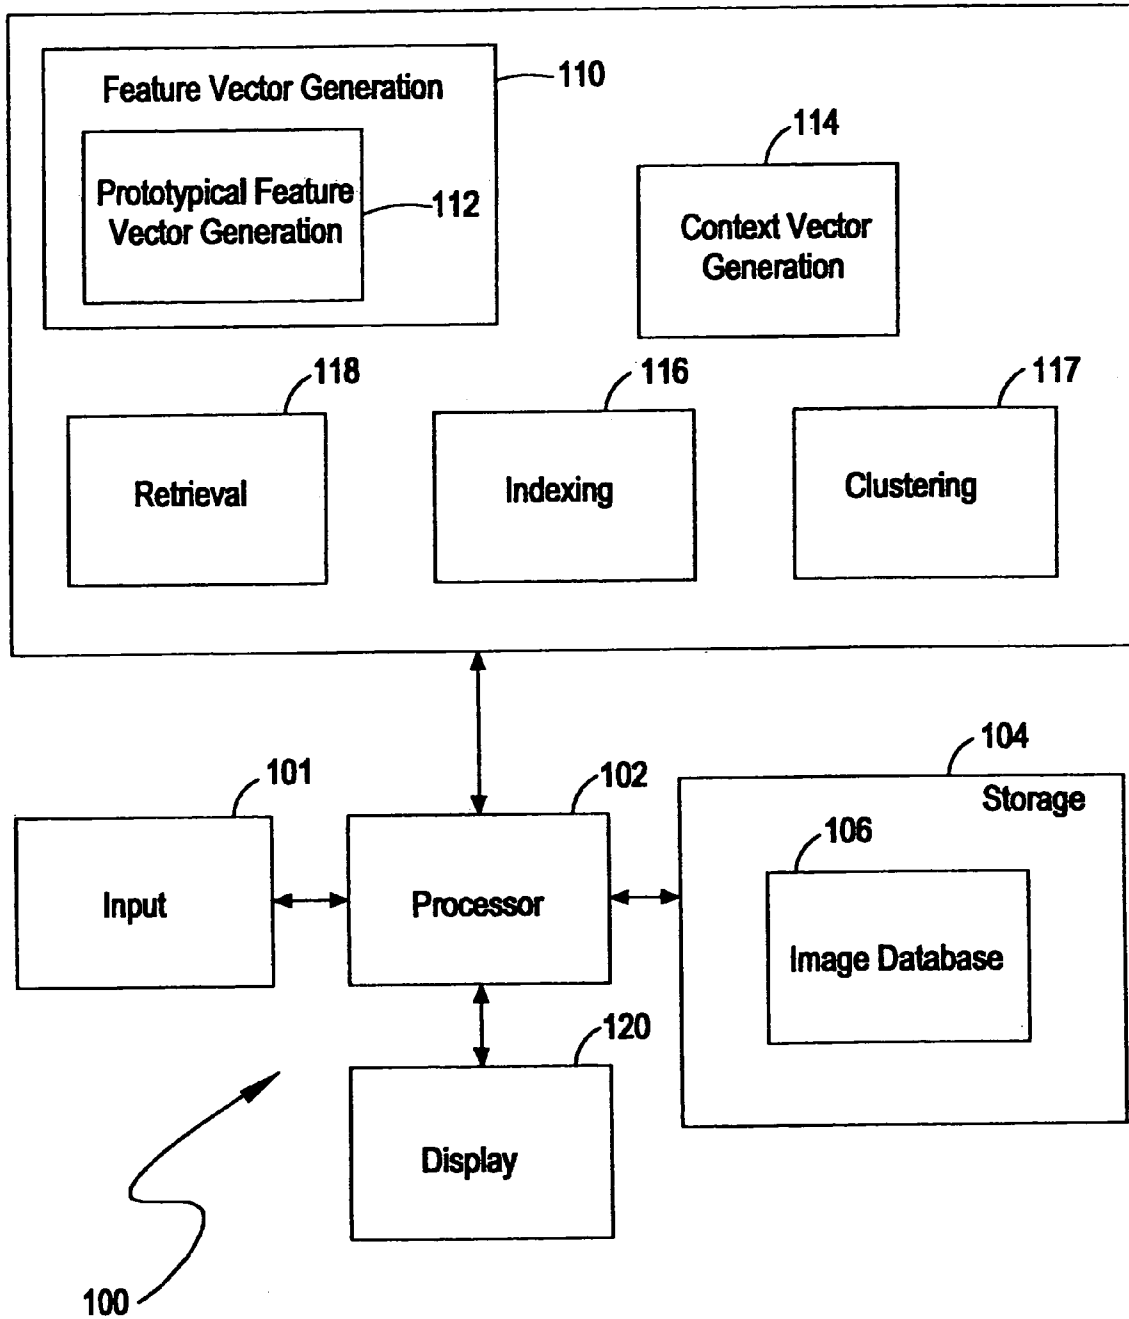 Feature Vector Generation
110
Prototypical Feature
Vector Generation
112
114
Context Vector
Generation
118
Retrieval
116
Indexing
117
Clustering
101
Input
102
Processor
104
Storage
106
Image Database
120
Display
100